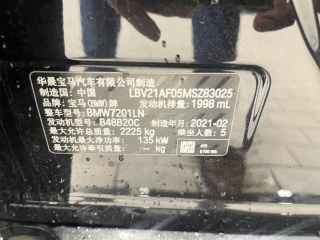 华晨宝马汽车有限公司制造
制造国: 中国 LBV21AF05MSZ83025
品牌: 宝马(BMW)牌 发动机排量: 1998 mL
整车型号: BMW7201LN
发动机型号: B48B20C 制造年月: 2021-02
最大允许总质量: 2225 kg 乘坐人数: 5
发动机最大净功率: 135 kW
最大允许牵引质量: kg